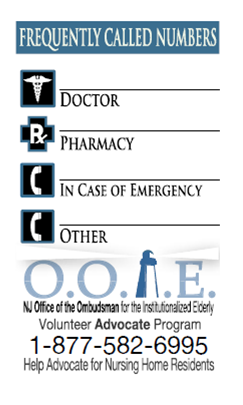 FREQUENTLY CALLED NUMBERS
DOCTOR
Rx
PHARMACY
IN CASE OF EMERGENCY
OTHER
O.O.I.E.
NJ Office of the Ombudsman for the Institutionalized Elderly
Volunteer Advocate Program
1-877-582-6995
Help Advocate for Nursing Home Residents